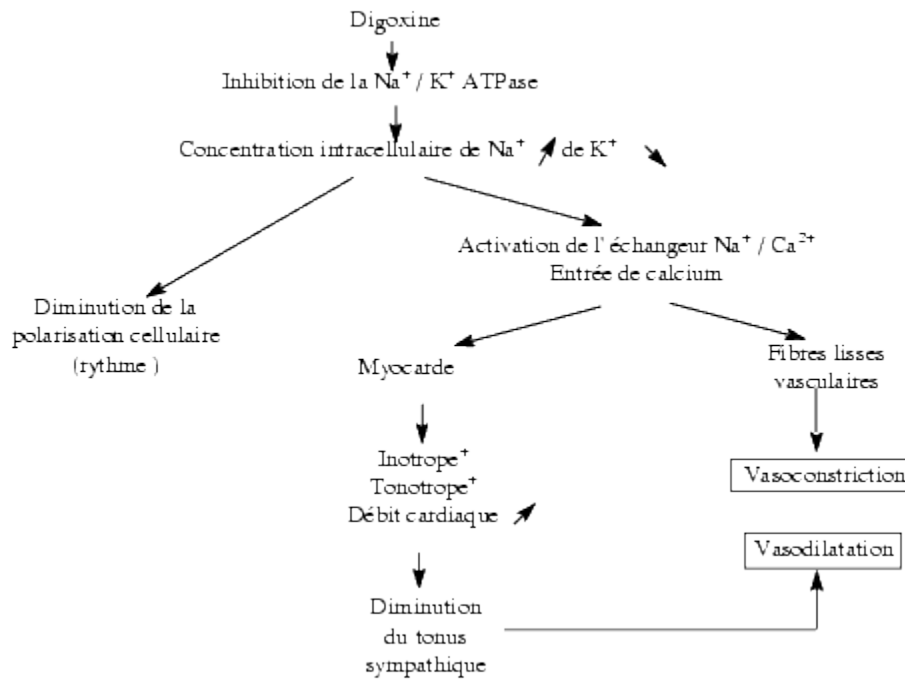 Digoxine
Inhibition de la Na⁺ / K⁺ ATPase
Concentration intracellulaire de Na⁺ de K⁺
Activation de l' échangeur Na⁺ / Ca²⁺
Entrée de calcium
Diminution de la
polarisation cellulaire
(rythme )
Myocarde
Fibres lisses
vasculaires
Inotrope⁺
Tonotrope⁺
Débit cardiaque
Vasoconstriction
Vasodilatation
Diminution
du tonus
sympathique